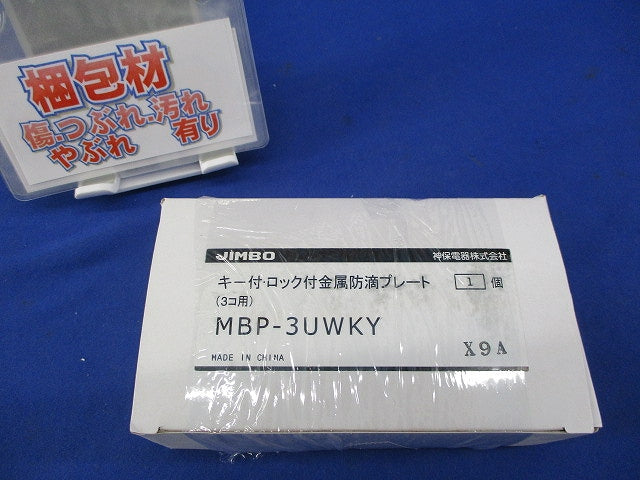 梱包材
傷.つぶれ.汚れ
やぶれ 有り
JIMBO 神保電器株式会社
キー付・ロック付金属防滴プレート 1 個
(3コ用)
MBP-3UWKY
MADE IN CHINA X9A